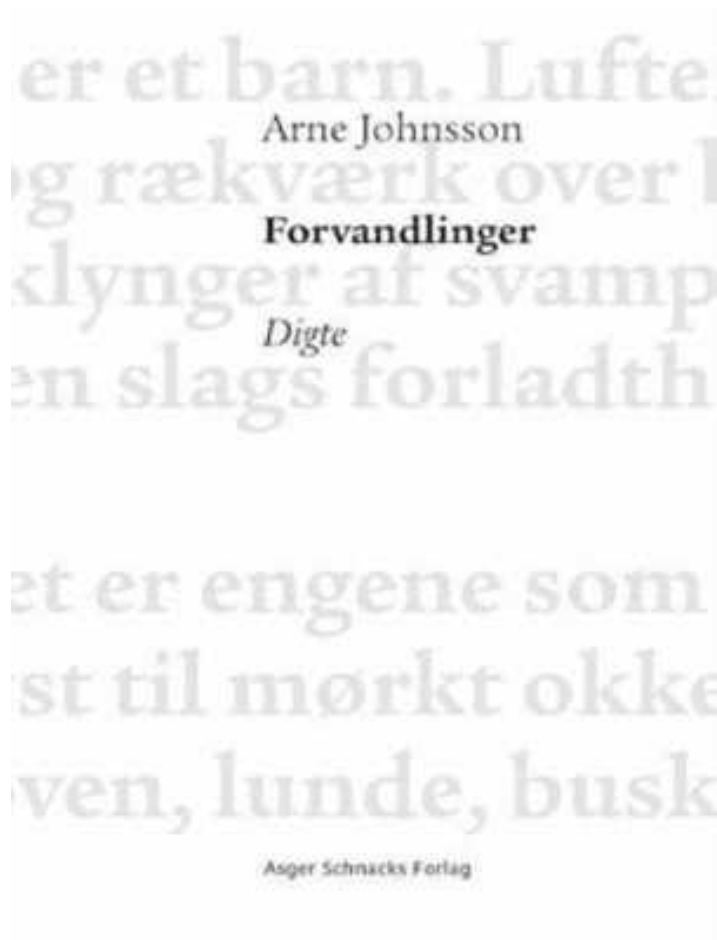 er et barn. Lufte
Arne Johnsson
og rækværk over
Forvandlinger
klynger af svamp
Digte
en slags forladth
et er engene som
st til mørkt okke
ven, lunde, busk
Asger Schnacks Forlag